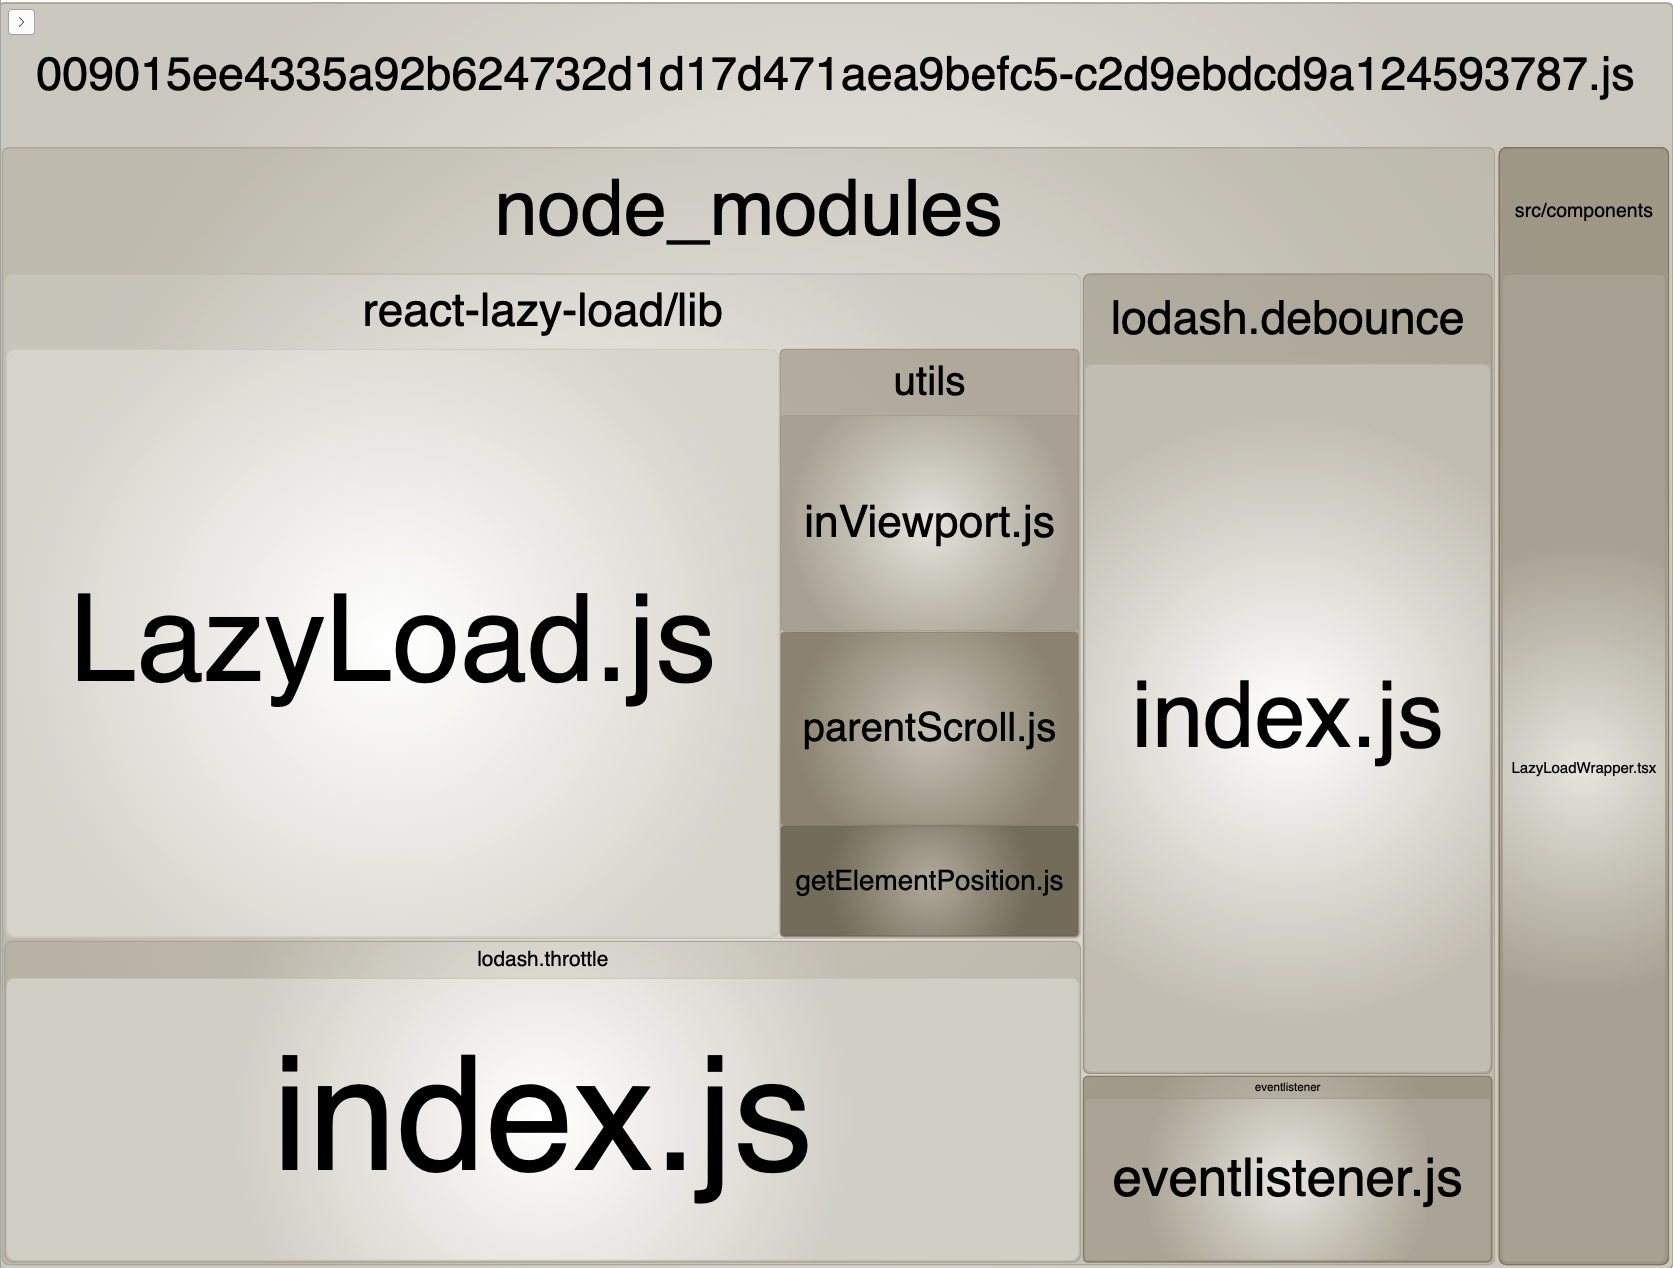 009015ee4335a92b624732d1d17d471aea9befc5-c2d9ebdcd9a124593787.js
node_modules
src/components
react-lazy-load/lib
lodash.debounce
utils
inViewport.js
LazyLoad.js
parentScroll.js
index.js
LazyLoadWrapper.tsx
getElementPosition.js
lodash.throttle
index.js
eventlistener
eventlistener.js